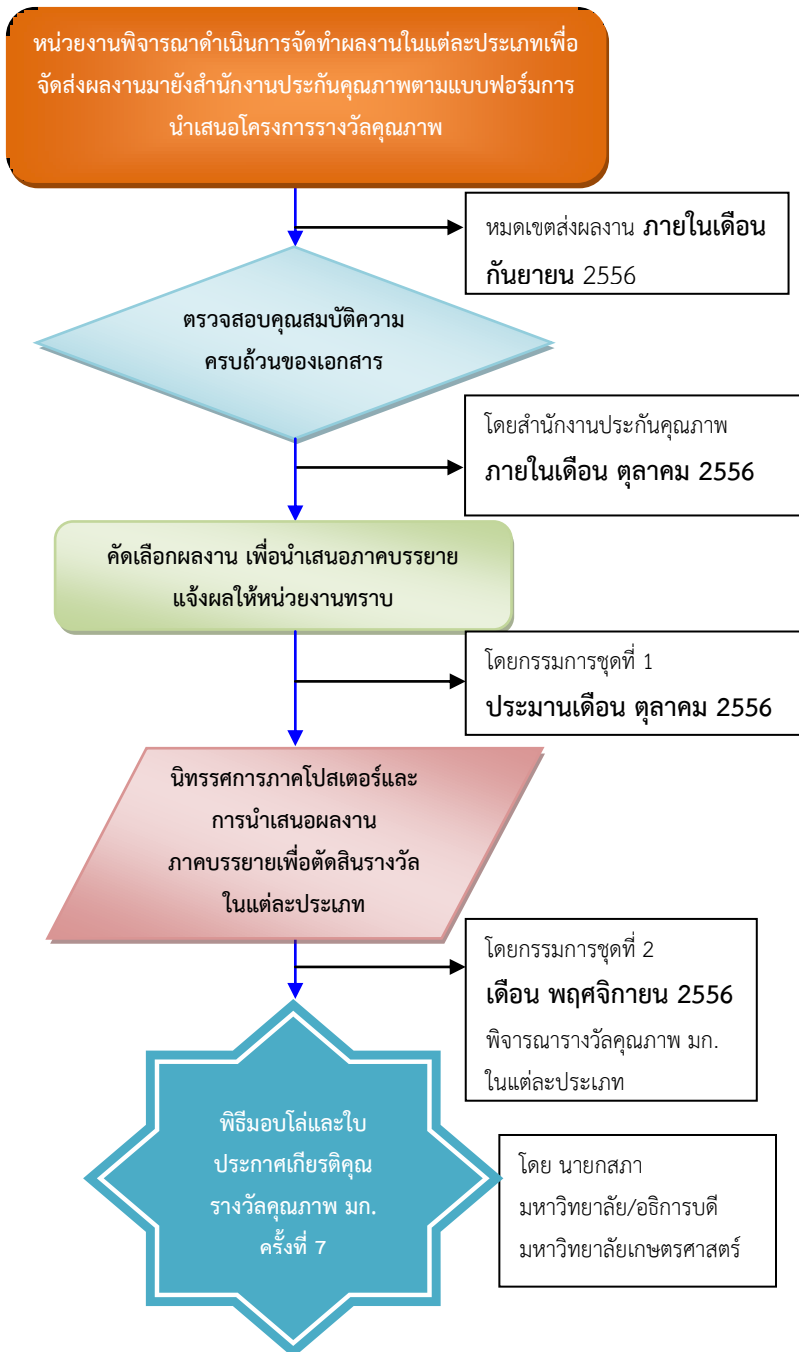 หน่วยงานพิจารณาดำเนินการจัดทำผลงานในแต่ละประเภทเพื่อ
จัดส่งผลงานมายังสำนักงานประกันคุณภาพตามแบบฟอร์มการ
นำเสนอโครงการรางวัลคุณภาพ
หมดเขตส่งผลงาน ภายในเดือน
กันยายน 2556
ตรวจสอบคุณสมบัติความ
ครบถ้วนของเอกสาร
โดยสำนักงานประกันคุณภาพ
ภายในเดือน ตุลาคม 2556
คัดเลือกผลงาน เพื่อนำเสนอภาคบรรยาย
แจ้งผลให้หน่วยงานทราบ
โดยกรรมการชุดที่ 1
ประมานเดือน ตุลาคม 2556
นิทรรศการภาคโปสเตอร์และ
การนำเสนอผลงาน
ภาคบรรยายเพื่อตัดสินรางวัล
ในแต่ละประเภท
โดยกรรมการชุดที่ 2
เดือน พฤศจิกายน 2556
พิจารณารางวัลคุณภาพ มก.
ในแต่ละประเภท
พิธีมอบโล่และใบ
ประกาศเกียรติคุณ
รางวัลคุณภาพ มก.
ครั้งที่ 7
โดย นายกสภา
มหาวิทยาลัย/อธิการบดี
มหาวิทยาลัยเกษตรศาสตร์